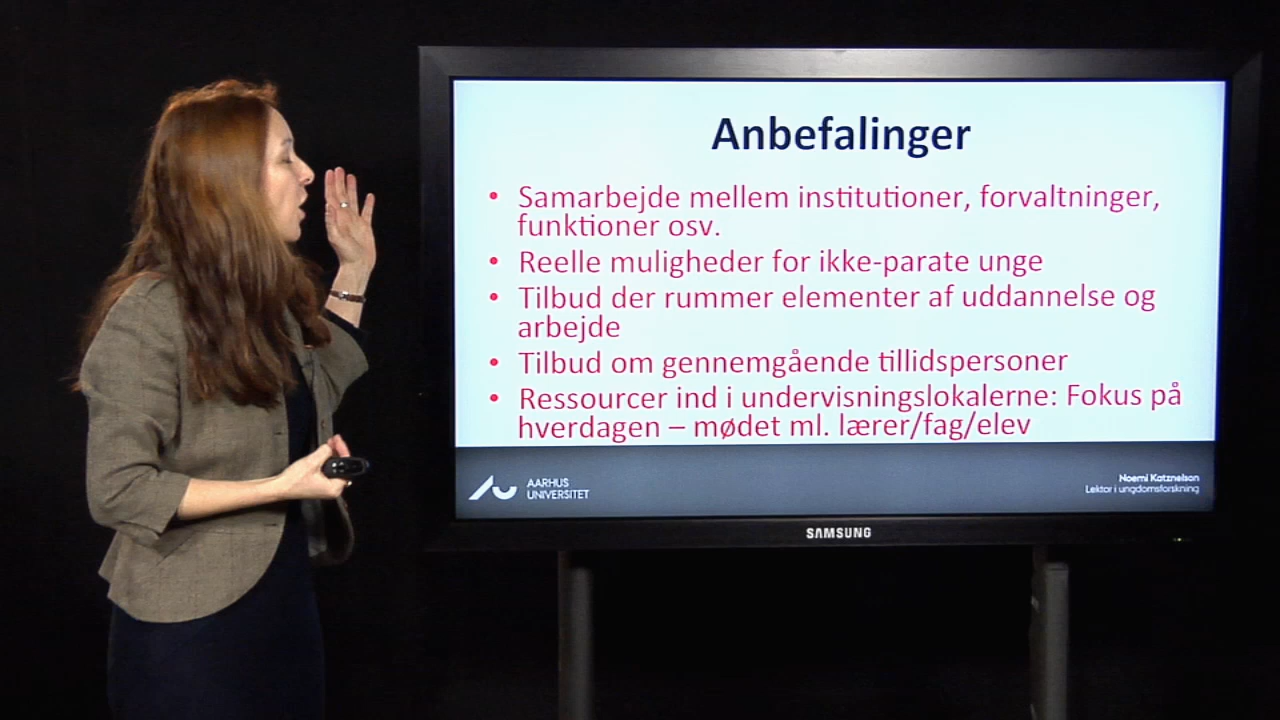 Anbefalinger
• Samarbejde mellem institutioner, forvaltninger,
funktioner osv.
• Reelle muligheder for ikke-parate unge
• Tilbud der rummer elementer af uddannelse og
arbejde
• Tilbud om gennemgående tillidspersoner
• Ressourcer ind i undervisningslokalerne: Fokus på
hverdagen – mødet ml. lærer/fag/elev
AARHUS
UNIVERSITET
Noemi Katznelson
Lektor i ungdomsforskning
SAMSUNG